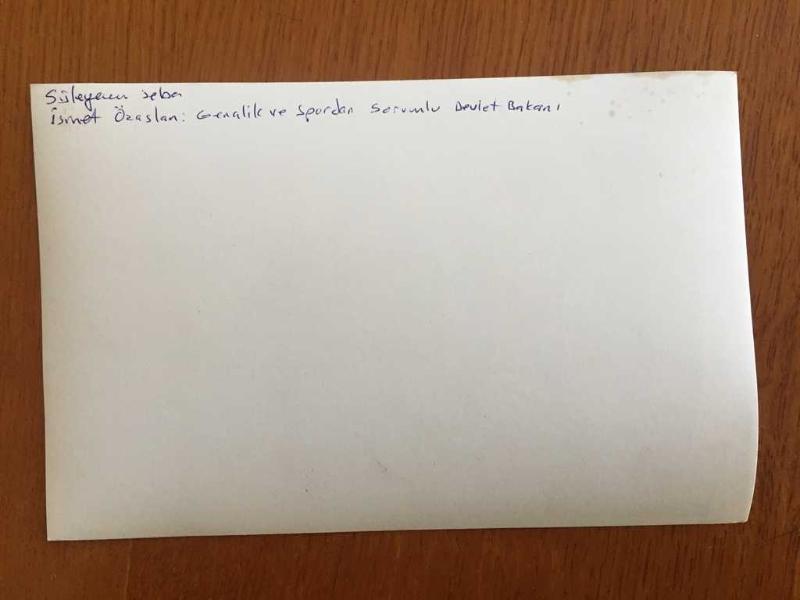 Süleyman Seba
İsmet Özaslan: Gençlik ve Spordan Sorumlu Devlet Bakanı